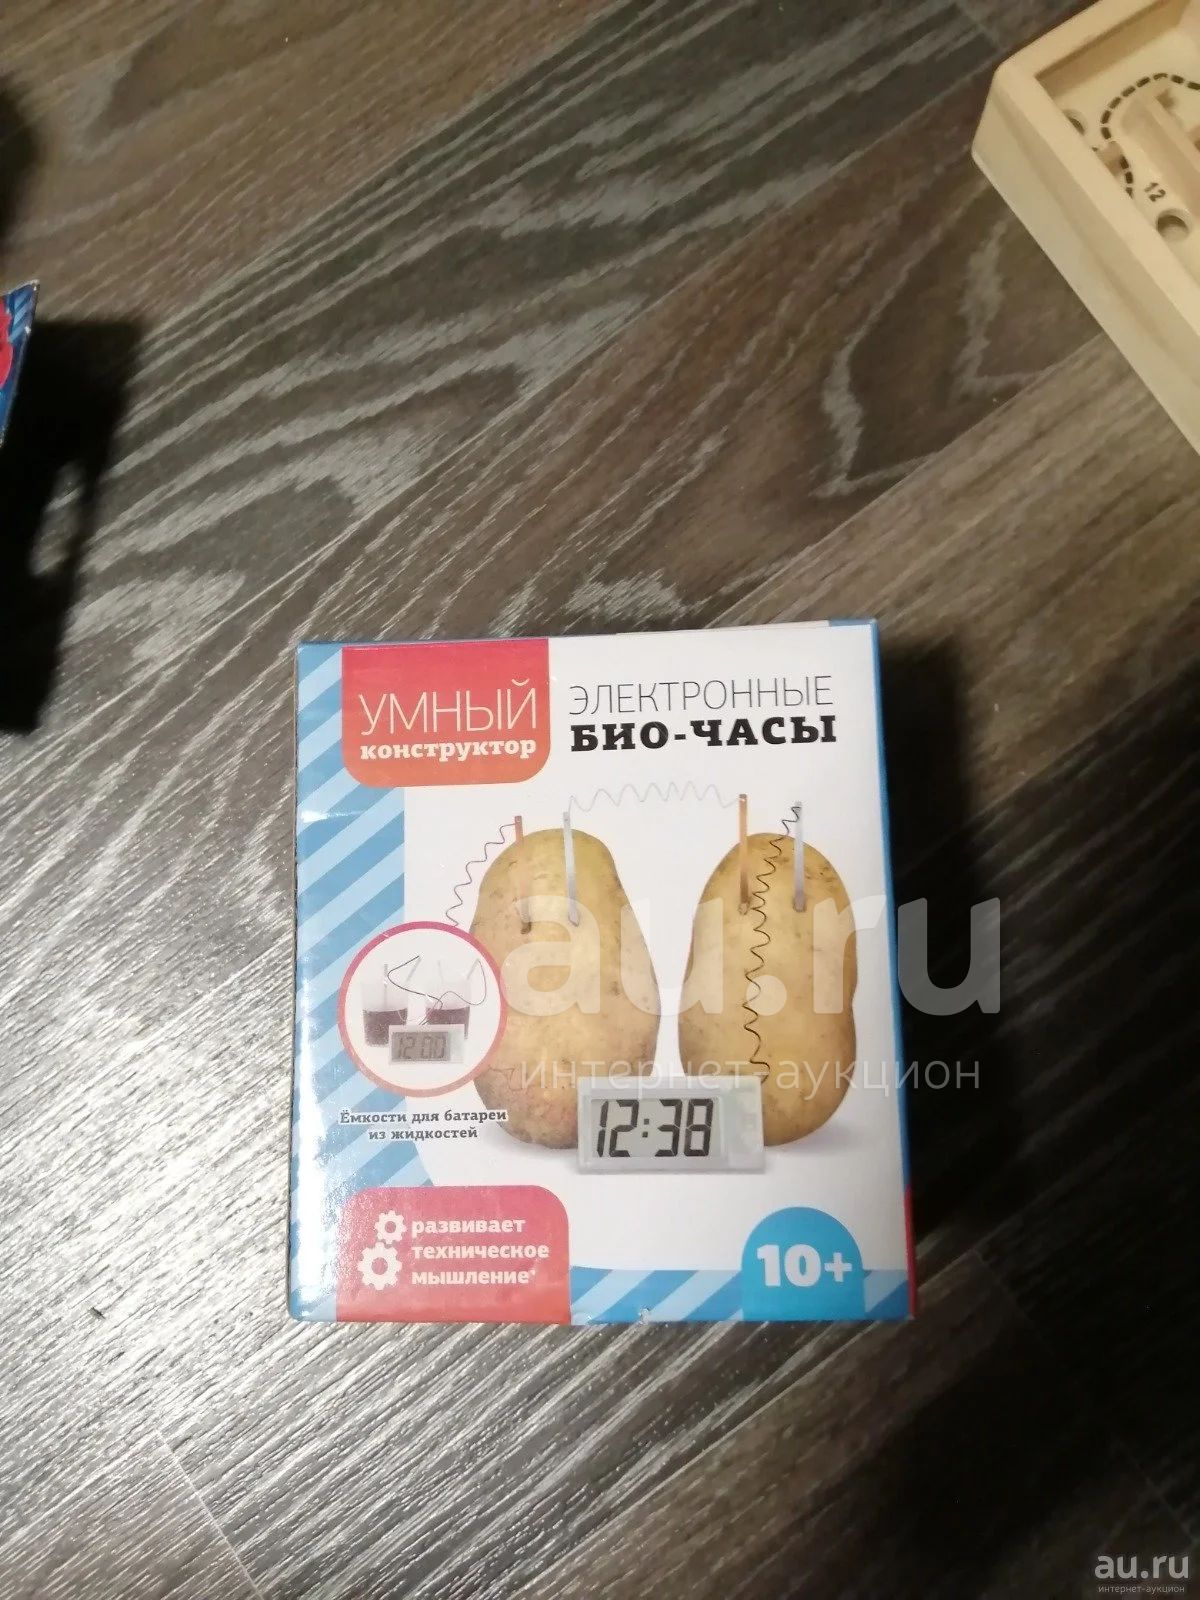 12
УМНЫЙ
конструктор
ЭЛЕКТРОННЫЕ
БИО-ЧАСЫ
au.ru
интернет-аукцион
12:00
Ёмкости для батареи
из жидкостей
12:38
развивает
техническое
мышление*
10+
au.ru
интернет-аукцион